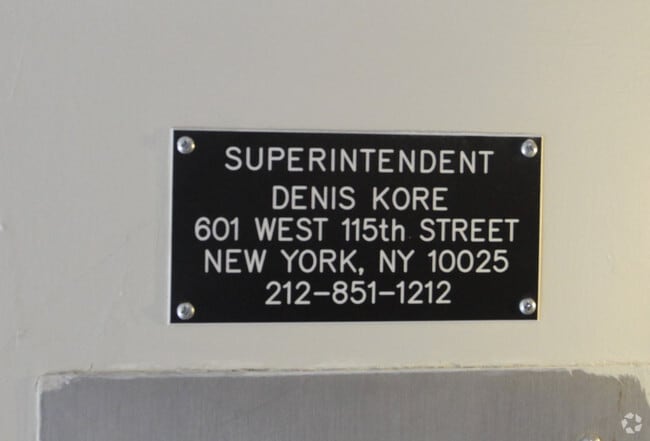 SUPERINTENDENT
DENIS KORE
601 WEST 115th STREET
NEW YORK, NY 10025
212-851-1212